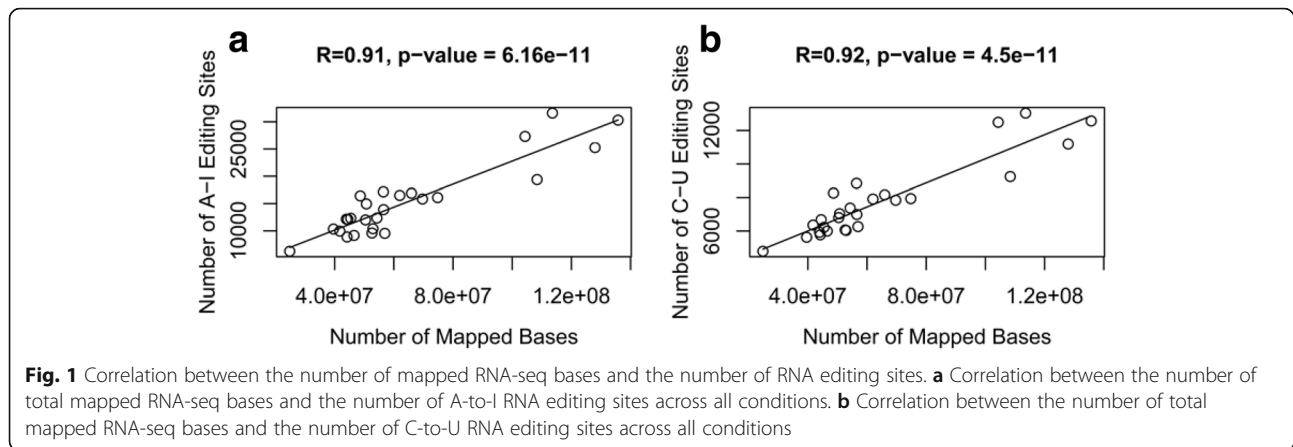 a
R=0.91, p−value = 6.16e−11
Number of A−I Editing Sites
25000
10000
4.0e+07 8.0e+07 1.2e+08
Number of Mapped Bases
b
R=0.92, p−value = 4.5e−11
Number of C−U Editing Sites
12000
6000
4.0e+07 8.0e+07 1.2e+08
Number of Mapped Bases
Fig. 1 Correlation between the number of mapped RNA-seq bases and the number of RNA editing sites. a Correlation between the number of
total mapped RNA-seq bases and the number of A-to-I RNA editing sites across all conditions. b Correlation between the number of total
mapped RNA-seq bases and the number of C-to-U RNA editing sites across all conditions